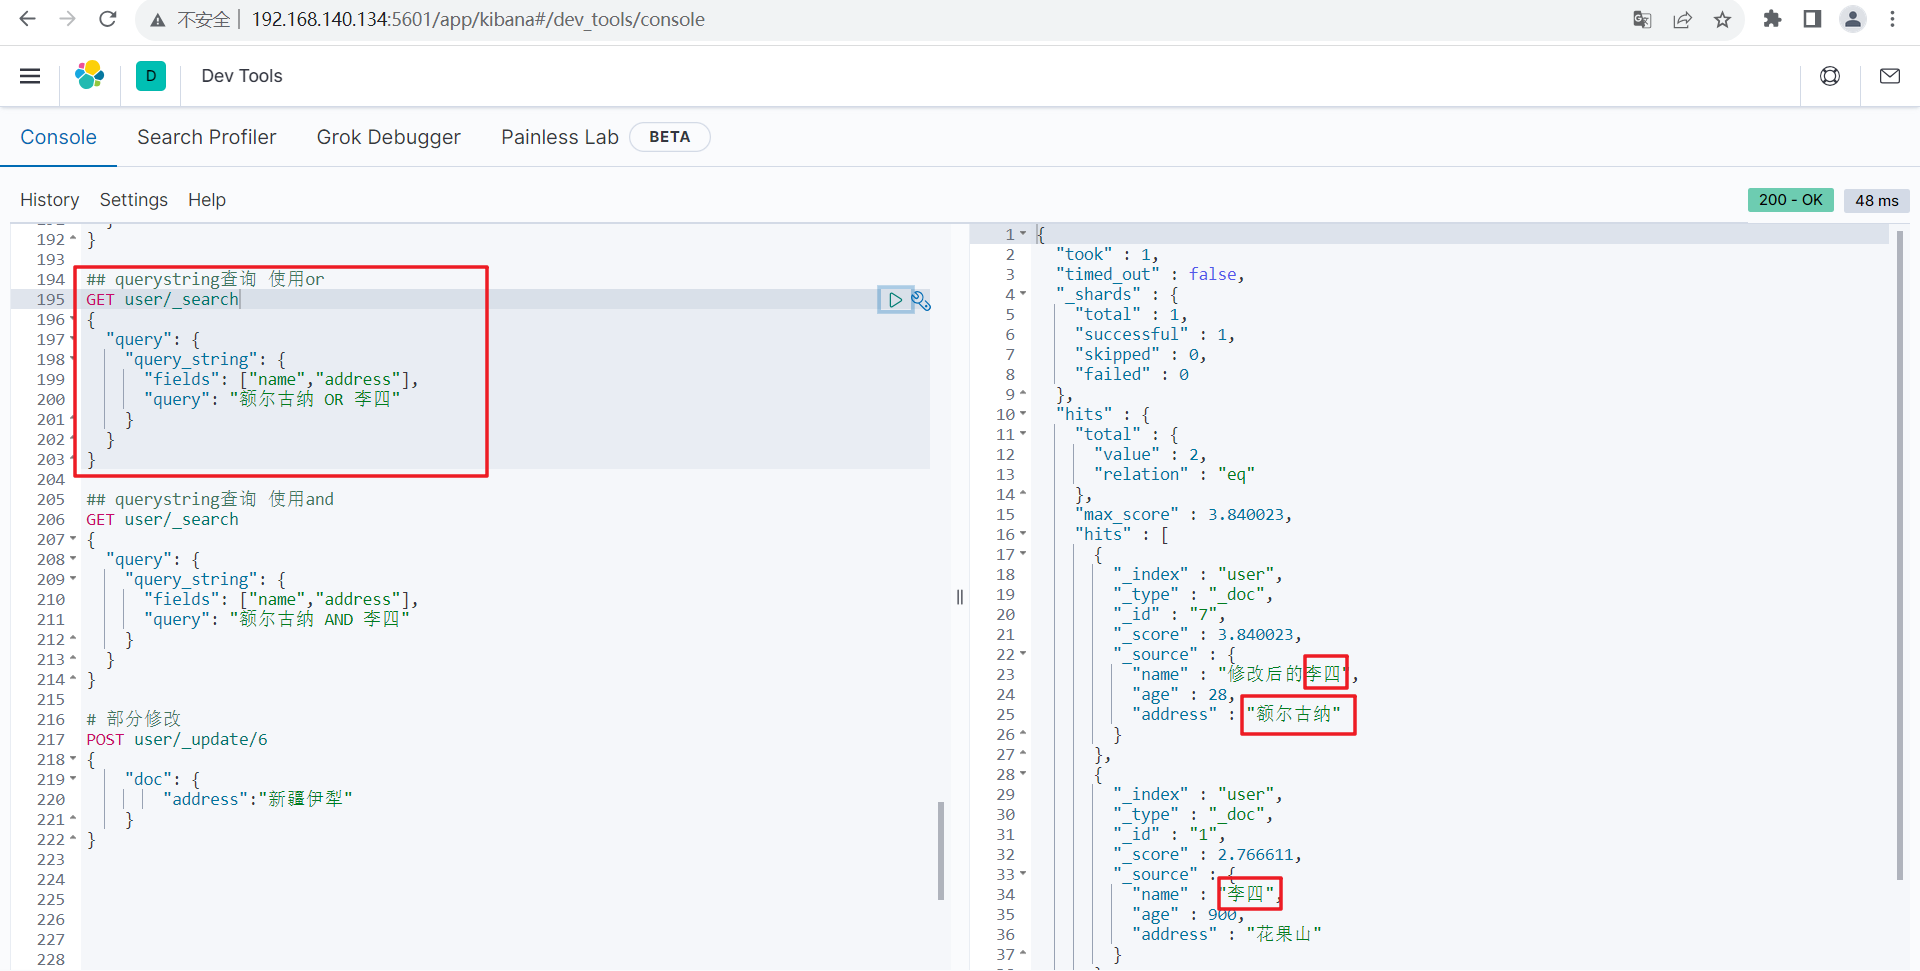 不安全 | 192.168.140.134:5601/app/kibana#/dev_tools/console
D Dev Tools
Console Search Profiler Grok Debugger Painless Lab BETA
History Settings Help
200 - OK 48 ms
192 }
193
194 ## querystring查询 使用or
195 GET user/_search
196 {
197 "query": {
198 "query_string": {
199 "fields": ["name","address"],
200 "query": "额尔古纳 OR 李四"
201 }
202 }
203 }
204
205 ## querystring查询 使用and
206 GET user/_search
207 {
208 "query": {
209 "query_string": {
210 "fields": ["name","address"],
211 "query": "额尔古纳 AND 李四"
212 }
213 }
214 }
215
216 # 部分修改
217 POST user/_update/6
218 {
219 "doc": {
220 "address":"新疆伊犁"
221 }
222 }
223
224
225
226
227
228
1 {
2 "took" : 1,
3 "timed_out" : false,
4 "_shards" : {
5 "total" : 1,
6 "successful" : 1,
7 "skipped" : 0,
8 "failed" : 0
9 },
10 "hits" : {
11 "total" : {
12 "value" : 2,
13 "relation" : "eq"
14 },
15 "max_score" : 3.840023,
16 "hits" : [
17 {
18 "_index" : "user",
19 "_type" : "_doc",
20 "_id" : "7",
21 "_score" : 3.840023,
22 "_source" : {
23 "name" : "修改后的李四",
24 "age" : 28,
25 "address" : "额尔古纳"
26 }
27 },
28 {
29 "_index" : "user",
30 "_type" : "_doc",
31 "_id" : "1",
32 "_score" : 2.766611,
33 "_source" : {
34 "name" : "李四",
35 "age" : 900,
36 "address" : "花果山"
37 }